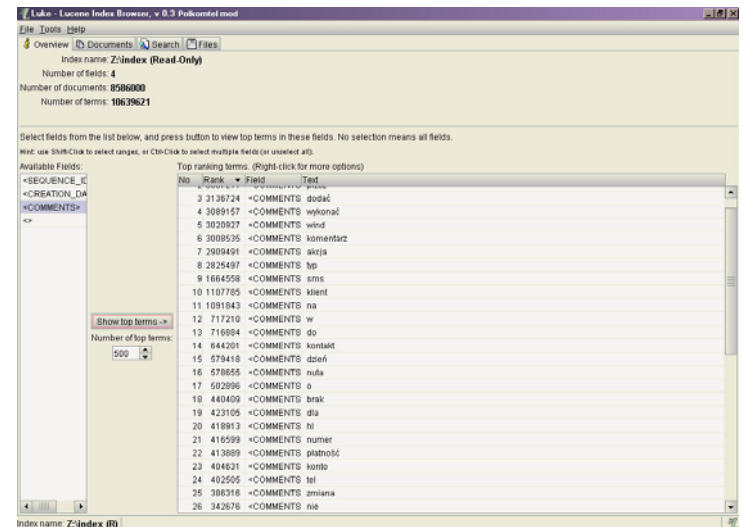 Luke - Lucene Index Browser, v 0.3 Polkomtel mod
File Tools Help
Overview Documents Search Files
Index name: Z:\index (Read-Only)
Number of fields: 4
Number of documents: 8586000
Number of terms: 10639621
Select fields from the list below, and press button to view top terms in these fields. No selection means all fields.
Hint: use Shift-Click to select ranges, or Ctrl-Click to select multiple fields (or unselect all).
Available Fields:
Top ranking terms. (Right-click for more options)
<SEQUENCE_ID
<CREATION_DA
<COMMENTS>
<>
Show top terms ->
Number of top terms:
500
No Rank Field Text
3 3136724 <COMMENTS dodać
4 3089157 <COMMENTS wykonać
5 3020927 <COMMENTS wind
6 3008535 <COMMENTS komentarz
7 2909491 <COMMENTS akcja
8 2825497 <COMMENTS typ
9 1664558 <COMMENTS sms
10 1107785 <COMMENTS klient
11 1091843 <COMMENTS na
12 717210 <COMMENTS w
13 716984 <COMMENTS do
14 644201 <COMMENTS kontakt
15 579418 <COMMENTS dzień
16 578655 <COMMENTS nuta
17 502896 <COMMENTS o
18 440409 <COMMENTS brak
19 423105 <COMMENTS dla
20 418913 <COMMENTS hl
21 416599 <COMMENTS numer
22 413889 <COMMENTS płatność
23 404631 <COMMENTS konto
24 402505 <COMMENTS tel
25 386316 <COMMENTS zmiana
26 342676 <COMMENTS nie
Index name: Z:\index (R)